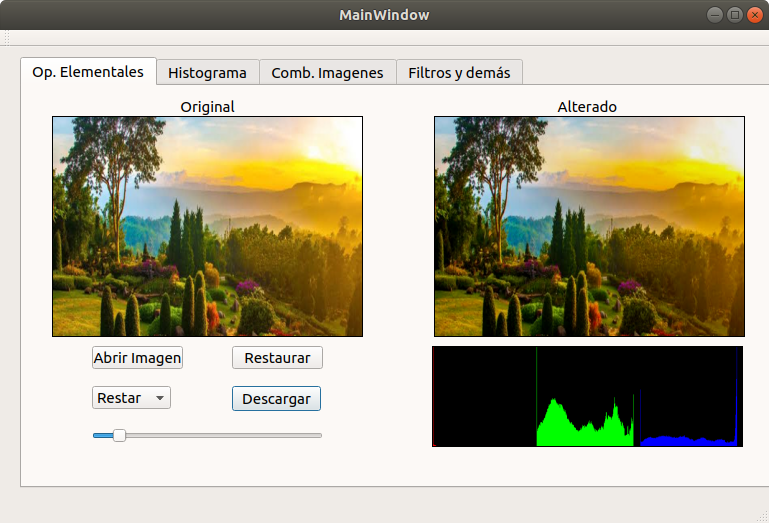 MainWindow
Op. Elementales
Histograma
Comb. Imagenes
Filtros y demás
Original
Alterado
Abrir Imagen
Restaurar
Restar
Descargar